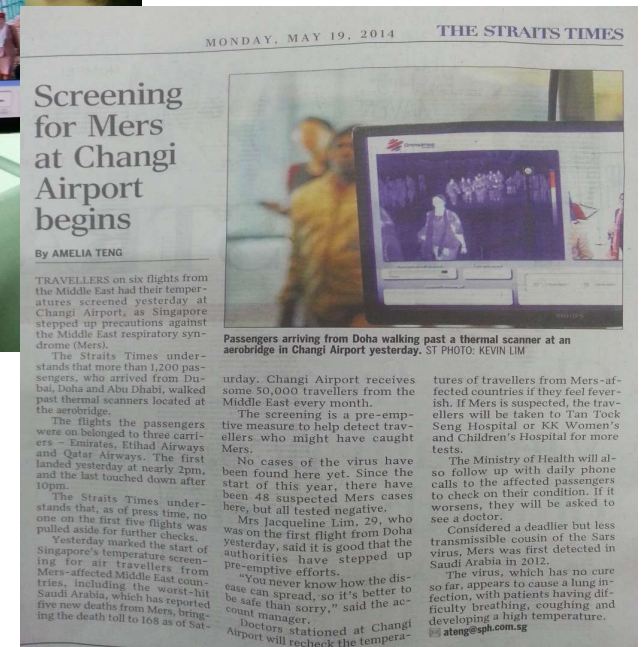 MONDAY, MAY 19, 2014
THE STRAITS TIMES
Screening
for Mers
at Changi
Airport
begins
By AMELIA TENG
TRAVELLERS on six flights from
the Middle East had their temper-
atures screened yesterday at
Changi Airport, as Singapore
stepped up precautions against
the Middle East respiratory syn-
drome (Mers).
The Straits Times under-
stands that more than 1,200 pas-
sengers, who arrived from Du-
bai, Doha and Abu Dhabi, walked
past thermal scanners located at
the aerobridge.
The flights the passengers
were on belonged to three carri-
ers – Emirates, Etihad Airways
and Qatar Airways. The first
landed yesterday at nearly 2pm,
and the last touched down after
10pm.
The Straits Times under-
stands that, as of press time, no
one on the first five flights was
pulled aside for further checks.
Yesterday marked the start of
Singapore's temperature screen-
ing for air travellers from
Mers-affected Middle East coun-
tries, including the worst-hit
Saudi Arabia, which has reported
five new deaths from Mers, bring-
ing the death toll to 168 as of Sat-
Passengers arriving from Doha walking past a thermal scanner at an
aerobridge in Changi Airport yesterday. ST PHOTO: KEVIN LIM
urday. Changi Airport receives
some 50,000 travellers from the
Middle East every month.
The screening is a pre-emp-
tive measure to help detect trav-
ellers who might have caught
Mers.
No cases of the virus have
been found here yet. Since the
start of this year, there have
been 48 suspected Mers cases
here, but all tested negative.
Mrs Jacqueline Lim, 29, who
was on the first flight from Doha
yesterday, said it is good that the
authorities have stepped up
pre-emptive efforts.
"You never know how the dis-
ease can spread, so it's better to
be safe than sorry," said the ac-
count manager.
Doctors stationed at Changi
Airport will recheck the tempera-
tures of travellers from Mers-af-
fected countries if they feel fever-
ish. If Mers is suspected, the trav-
ellers will be taken to Tan Tock
Seng Hospital or KK Women's
and Children's Hospital for more
tests.
The Ministry of Health will al-
so follow up with daily phone
calls to the affected passengers
to check on their condition. If it
worsens, they will be asked to
see a doctor.
Considered a deadlier but less
transmissible cousin of the Sars
virus, Mers was first detected in
Saudi Arabia in 2012.
The virus, which has no cure
so far, appears to cause a lung in-
fection, with patients having dif-
ficulty breathing, coughing and
developing a high temperature.
ateng@sph.com.sg